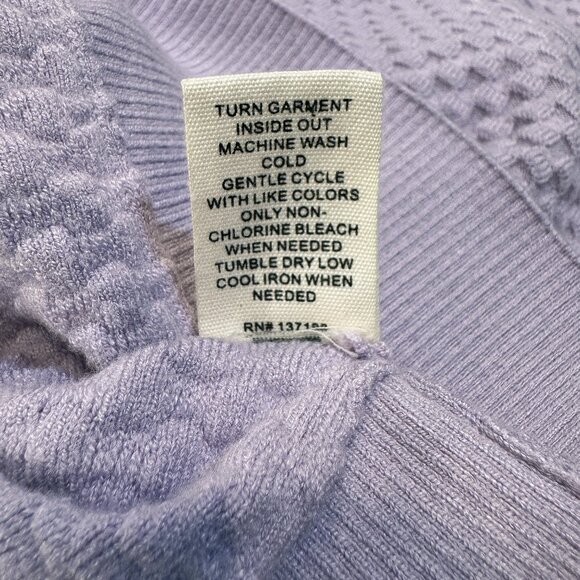 TURN GARMENT
INSIDE OUT
MACHINE WASH
COLD
GENTLE CYCLE
WITH LIKE COLORS
ONLY NON-
CHLORINE BLEACH
WHEN NEEDED
TUMBLE DRY LOW
COOL IRON WHEN
NEEDED
RN#